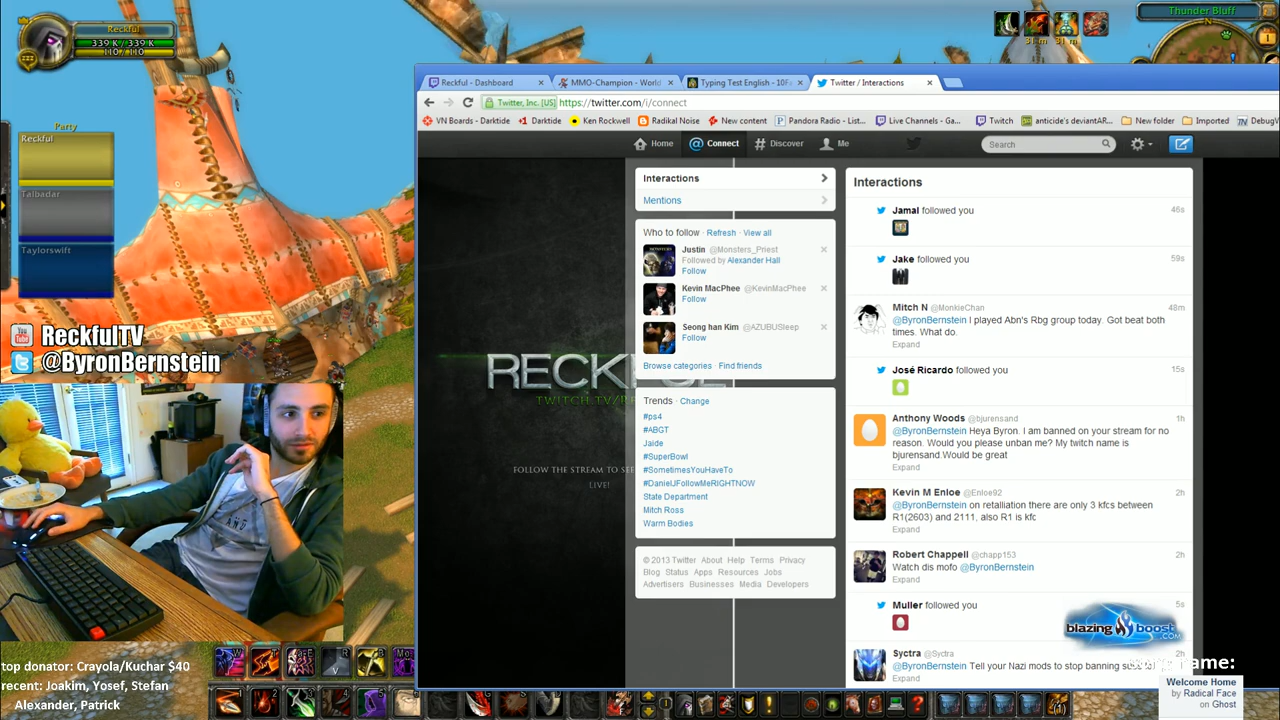 Reckful
339 K / 339 K
110 / 110
zzz
Thunder Bluff
31 m
31 m
Party
Reckful
Talbadar
Taylorswift
ReckfulTV
@ByronBernstein
Reckful - Dashboard
MMO-Champion - World
Typing Test English - 10F
Twitter / Interactions
Twitter, Inc. [US]
https://twitter.com/i/connect
VN Boards - Darktide
+1 Darktide
Ken Rockwell
Radikal Noise
New content
Pandora Radio - List...
Live Channels - Ga...
Twitch
anticide's deviantAR...
New folder
Imported
DebugV
Home
Connect
Discover
Me
Search
Interactions
Mentions
Who to follow · Refresh · View all
Justin @Monsters_Priest
Followed by Alexander Hall
Follow
Kevin MacPhee @KevinMacPhee
Follow
Seong han Kim @AZUBUSleep
Follow
Browse categories · Find friends
Trends · Change
#ps4
#ABGT
Jaide
#SuperBowl
#SometimesYouHaveTo
#DanielJFollowMeRIGHTNOW
State Department
Mitch Ross
Warm Bodies
© 2013 Twitter About Help Terms Privacy
Blog Status Apps Resources Jobs
Advertisers Businesses Media Developers
FOLLOW THE STREAM TO SE
LIVE!
Interactions
Jamal followed you 46s
Jake followed you 59s
Mitch N @MonkieChan 48m
@ByronBernstein I played Abn's Rbg group today. Got beat both
times. What do.
Expand
José Ricardo followed you 15s
Anthony Woods @bjurensand 1h
@ByronBernstein Heya Byron. I am banned on your stream for no
reason. Would you please unban me? My twitch name is
bjurensand.Would be great
Expand
Kevin M Enloe @Enloe92 2h
@ByronBernstein on retalliation there are only 3 kfcs between
R1(2603) and 2111, also R1 is kfc
Expand
Robert Chappell @chapp153 2h
Watch dis mofo @ByronBernstein
Expand
Muller followed you 5s
Syctra @Syctra 2h
@ByronBernstein Tell your Nazi mods to stop banning
Expand
blazing boost
.COM
name:
Welcome Home
by Radical Face
on Ghost
top donator: Crayola/Kuchar $40
recent: Joakim, Yosef, Stefan
Alexander, Patrick